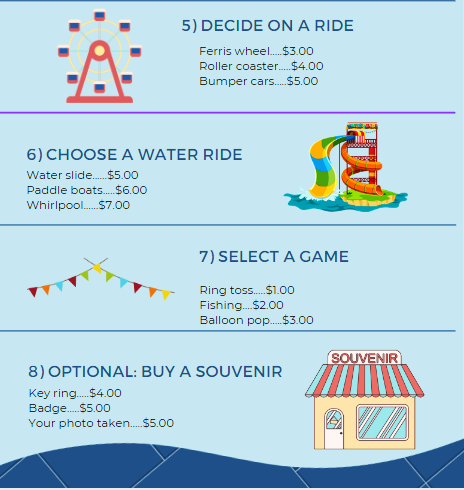 5) DECIDE ON A RIDE
Ferris wheel.....$3.00
Roller coaster.....$4.00
Bumper cars.....$5.00
6) CHOOSE A WATER RIDE
Water slide......$5.00
Paddle boats.....$6.00
Whirlpool......$7.00
7) SELECT A GAME
Ring toss.....$1.00
Fishing....$2.00
Balloon pop.....$3.00
8) OPTIONAL: BUY A SOUVENIR
SOUVENIR
Key ring.....$4.00
Badge.....$5.00
Your photo taken.....$5.00